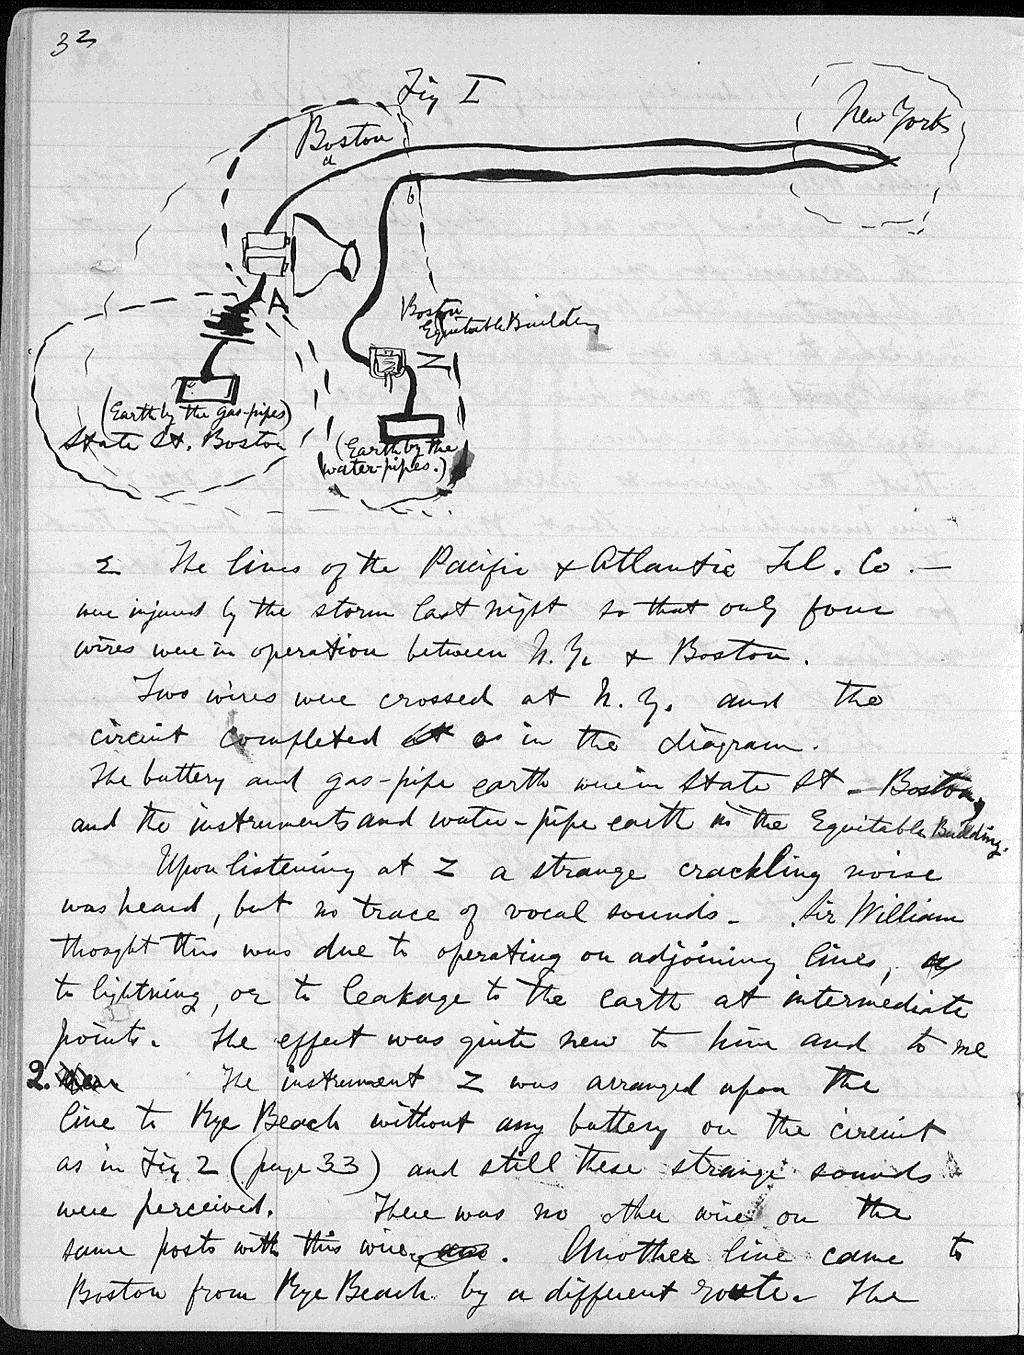 32
Fig I
Boston
New York
a
b
A
Boston
Equitable Building
Z
(Earth by the gas-pipes)
State St. Boston
(Earth by the
water-pipes.)
The lines of the Pacific & Atlantic Tel. Co. —
were injured by the storm last night so that only four
wires were in operation between N.Y. & Boston.
Two wires were crossed at N.Y. and the
circuit completed as in the diagram.
The battery and gas-pipe earth were in State St. Boston,
and the instruments and water-pipe earth in the Equitable Building.
Upon listening at Z a strange crackling noise
was heard, but no trace of vocal sounds. Sir William
thought this was due to operating on adjoining lines,
to lightning, or to leakage to the earth at intermediate
points. The effect was quite new to him and to me
2. The instrument Z was arranged upon the
line to Rye Beach without any battery on the circuit
as in Fig 2 (page 33) and still these strange sounds
were perceived. There was no other wire on the
same posts with this wire. Another line came to
Boston from Rye Beach by a different route. The